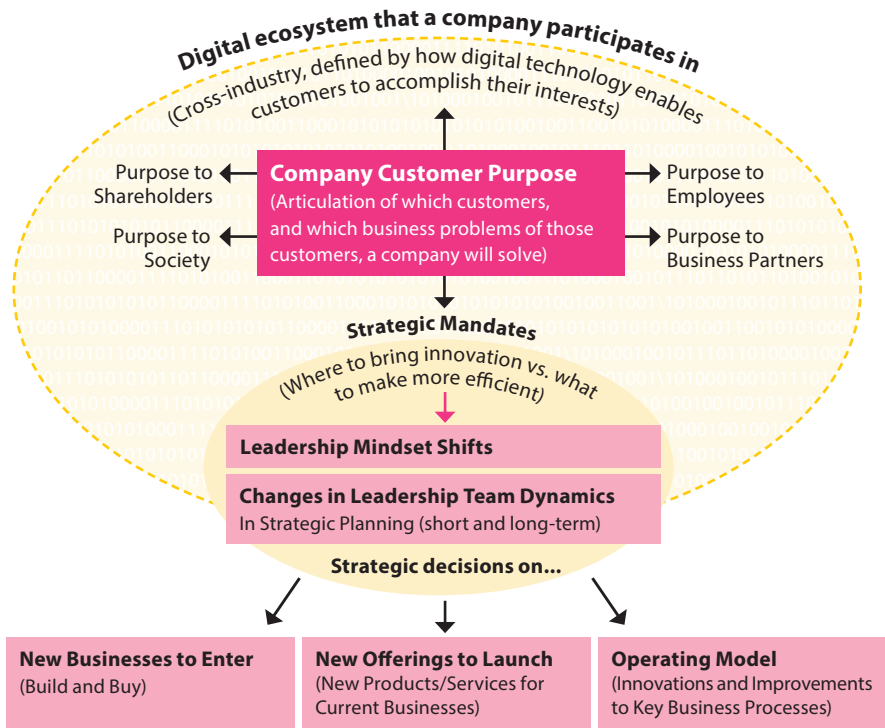 Digital ecosystem that a company participates in
(Cross-industry, defined by how digital technology enables
customers to accomplish their interests)
Purpose to
Shareholders
Purpose to
Society
Company Customer Purpose
(Articulation of which customers,
and which business problems of those
customers, a company will solve)
Purpose to
Employees
Purpose to
Business Partners
Strategic Mandates
(Where to bring innovation vs. what
to make more efficient)
Leadership Mindset Shifts
Changes in Leadership Team Dynamics
In Strategic Planning (short and long-term)
Strategic decisions on...
New Businesses to Enter
(Build and Buy)
New Offerings to Launch
(New Products/Services for
Current Businesses)
Operating Model
(Innovations and Improvements
to Key Business Processes)